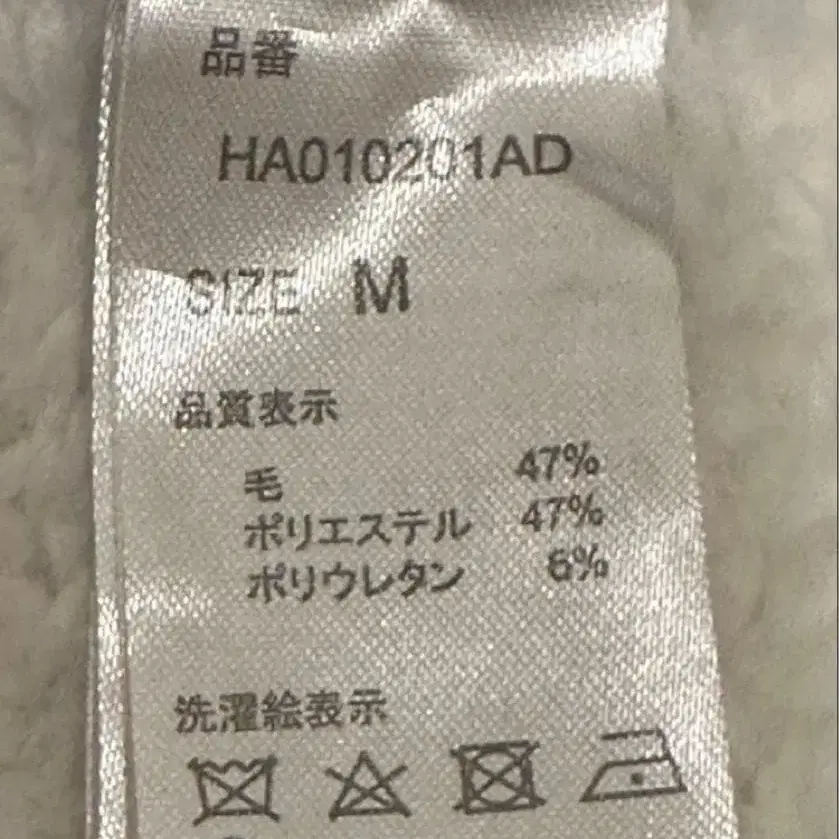 品番
HA010201AD
SIZE M
品質表示
毛 47%
ポリエステル 47%
ポリウレタン 6%
洗濯絵表示